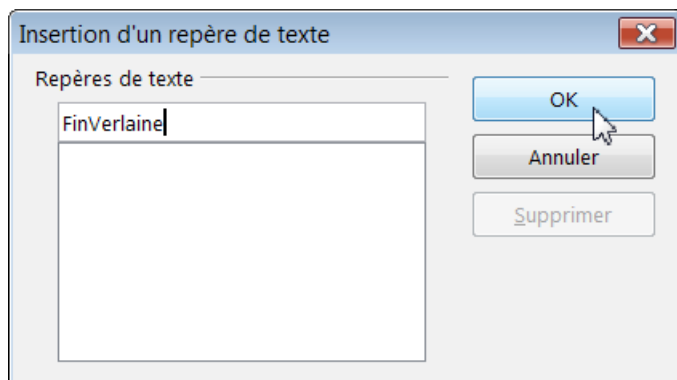 Insertion d'un repère de texte
Repères de texte
OK
FinVerlaine
Annuler
Supprimer